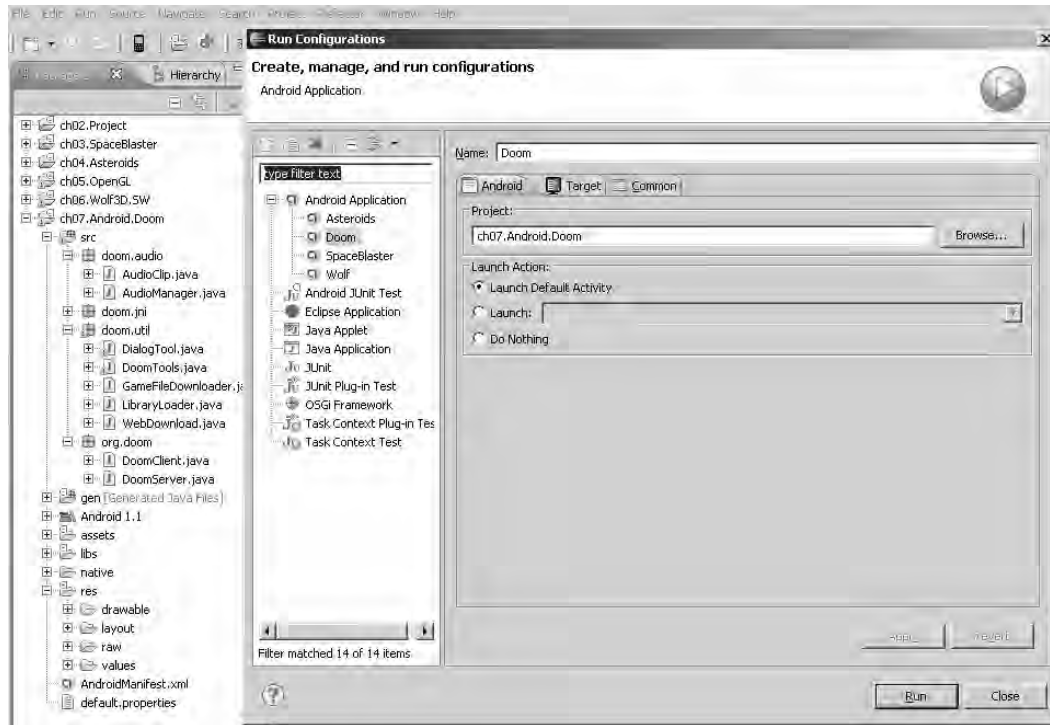 File Edit Run Source Navigate Search Project Refactor Window Help
Hierarchy
ch02.Project
ch03.SpaceBlaster
ch04.Asteroids
ch05.OpenGL
ch06.Wolf3D.SW
ch07.Android.Doom
src
doom.audio
AudioClip.java
AudioManager.java
doom.jni
doom.util
DialogTool.java
DoomTools.java
GameFileDownloader.j
LibraryLoader.java
WebDownload.java
org.doom
DoomClient.java
DoomServer.java
gen [Generated Java Files]
Android 1.1
assets
libs
native
res
drawable
layout
raw
values
AndroidManifest.xml
default.properties
Run Configurations
Create, manage, and run configurations
Android Application
type filter text
Android Application
Asteroids
Doom
SpaceBlaster
Wolf
Android JUnit Test
Eclipse Application
Java Applet
Java Application
JUnit
JUnit Plug-in Test
OSGi Framework
Task Context Plug-in Tes
Task Context Test
Filter matched 14 of 14 items
Name: Doom
Android Target Common
Project:
ch07.Android.Doom Browse...
Launch Action:
Launch Default Activity
Launch:
Do Nothing
Apply Revert
Run Close